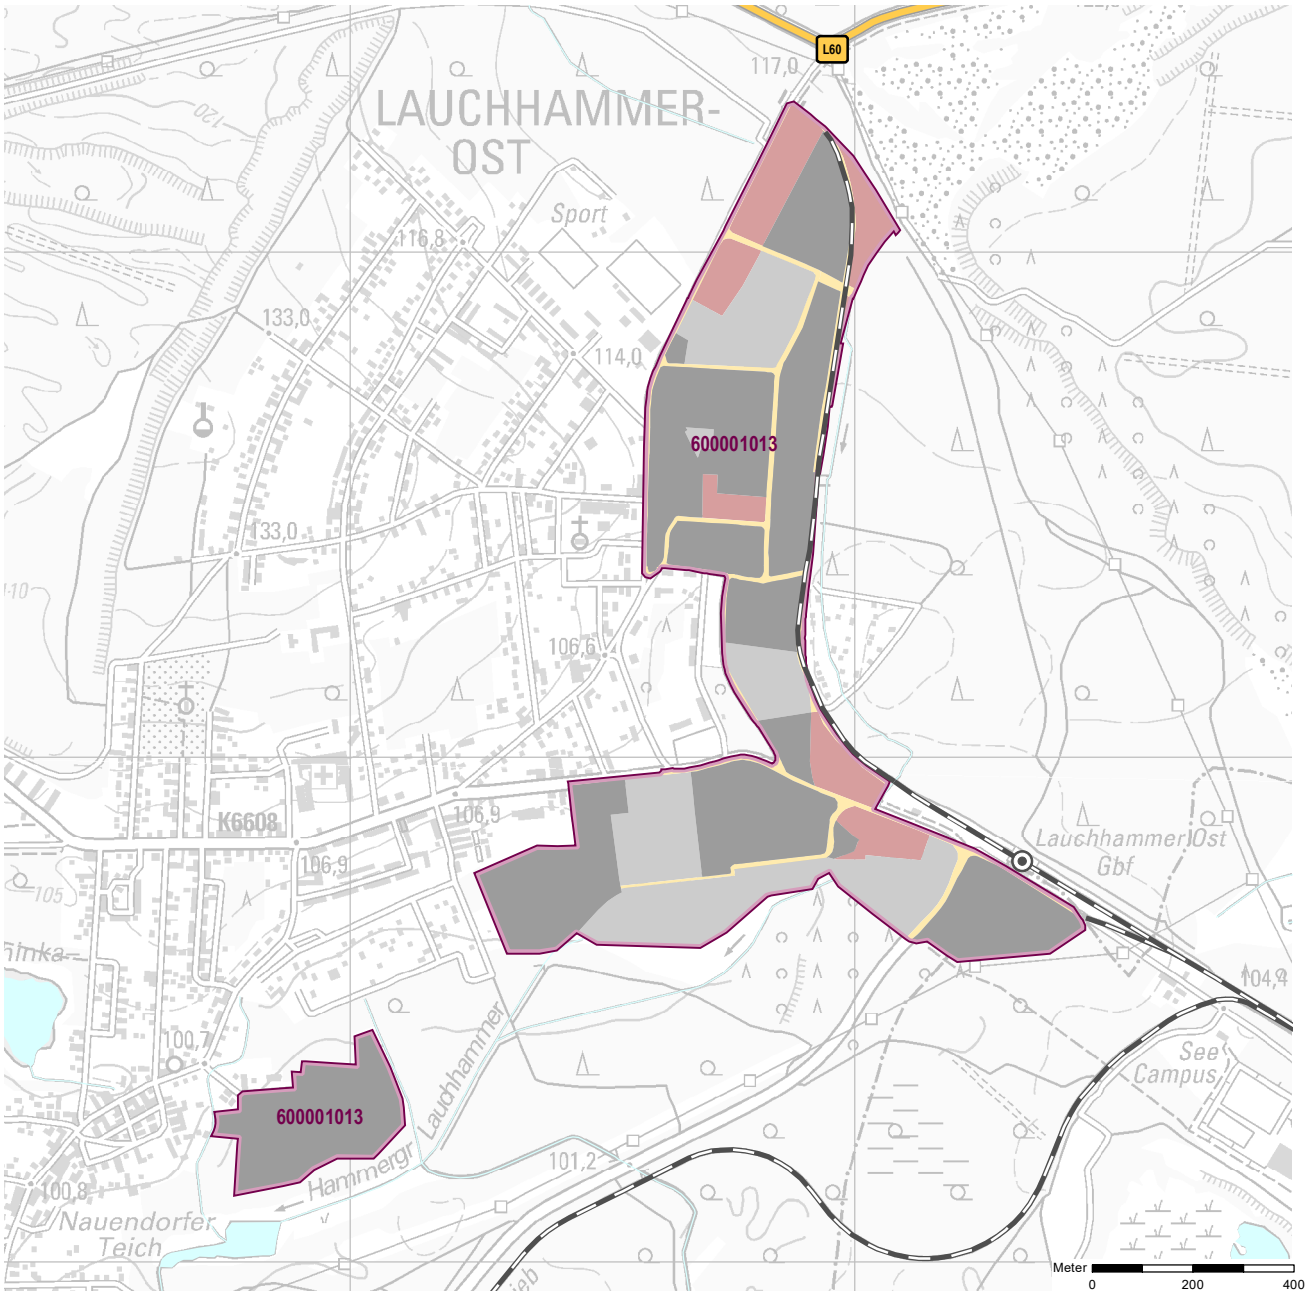 L60
117,0
LAUCHHAMMER-
OST
120
Sport
116,8
133,0
114,0
600001013
133,0
106,6
K6608
106,9
106,9
Lauchhammer Ost
Gbf
105
104,4
100,7
See
Campus
600001013
Hammergr Lauchhammer
101,2
100,8
Nauendorfer
Teich
Meter
0 200 400